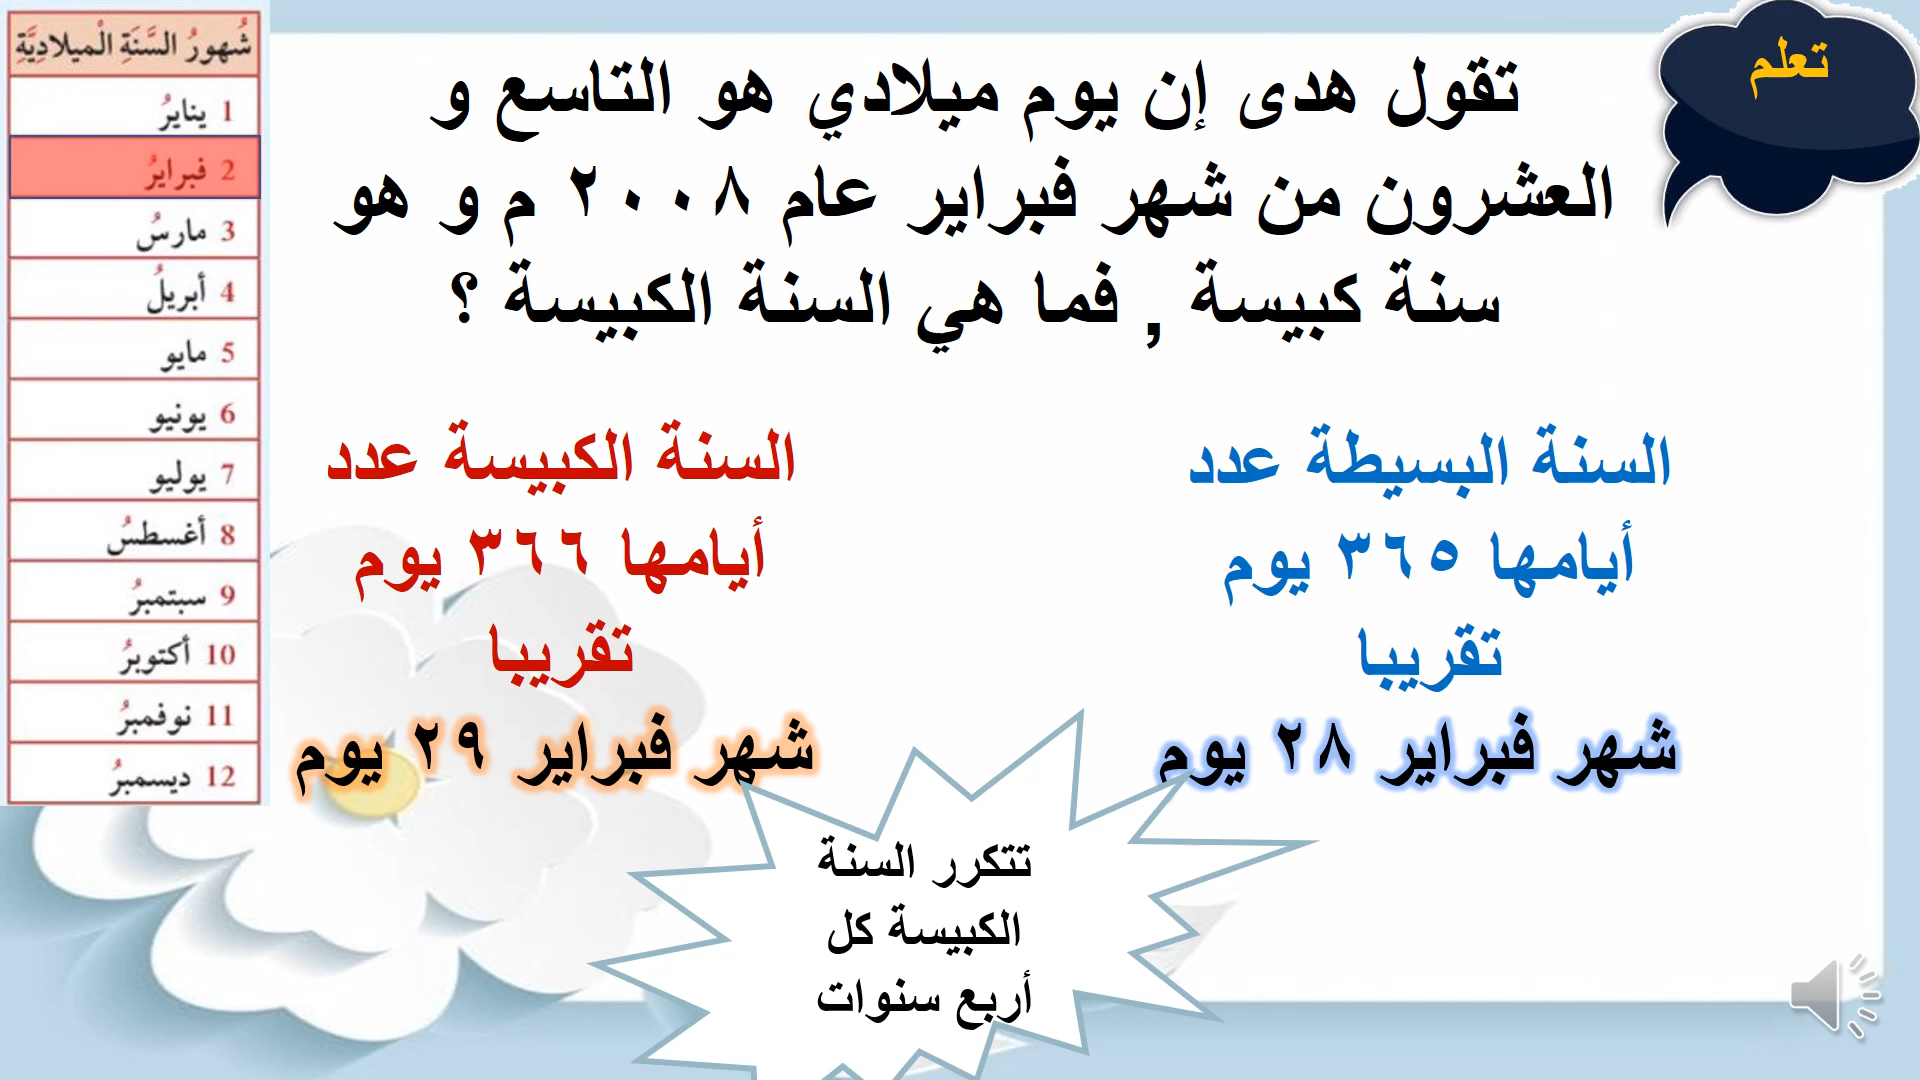 تعلم
تقول هدى إن يوم ميلادي هو التاسع و
العشرون من شهر فبراير عام ٢٠٠٨ م و هو
سنة كبيسة , فما هي السنة الكبيسة ؟
السنة البسيطة عدد
أيامها ٣٦٥ يوم
تقريبا
شهر فبراير ٢٨ يوم
السنة الكبيسة عدد
أيامها ٣٦٦ يوم
تقريبا
شهر فبراير ٢٩ يوم
تتكرر السنة
الكبيسة كل
أربع سنوات
شُهورُ السَّنَةِ الْميلادِيَّةِ
1 ينايرُ
2 فبرايرُ
3 مارسُ
4 أبريلُ
5 مايو
6 يونيو
7 يوليو
8 أغسطسُ
9 سبتمبرُ
10 أكتوبرُ
11 نوفمبرُ
12 ديسمبرُ